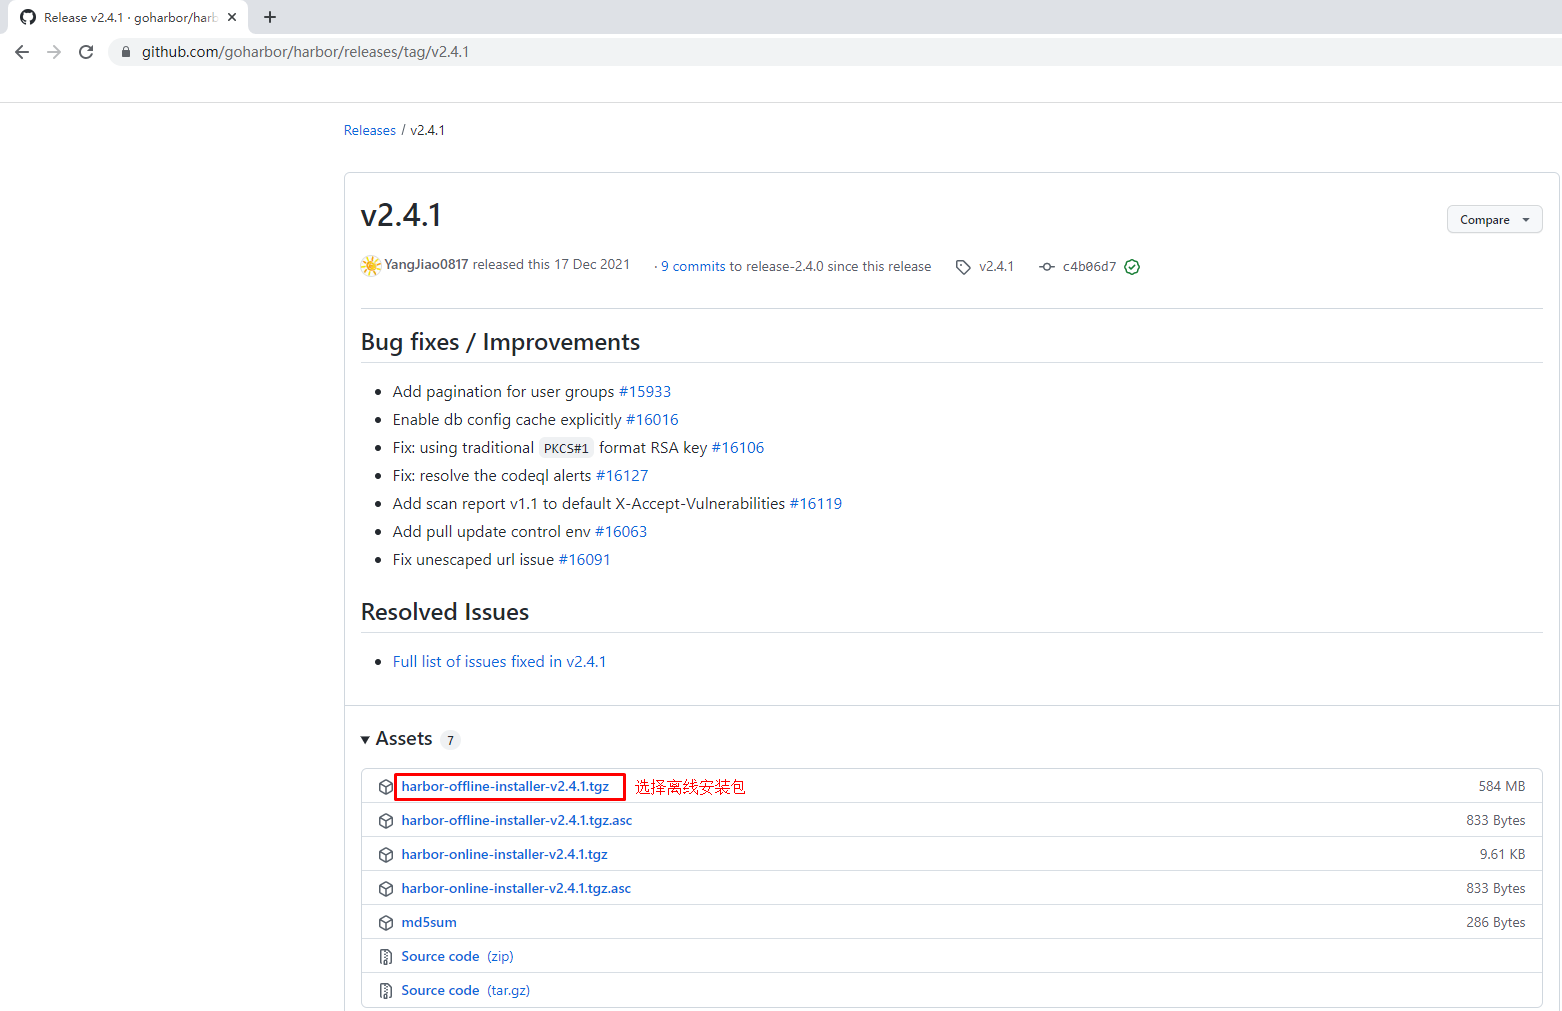 Release v2.4.1 · goharbor/harb
github.com/goharbor/harbor/releases/tag/v2.4.1
Releases / v2.4.1
v2.4.1
Compare
YangJiao0817 released this 17 Dec 2021 · 9 commits to release-2.4.0 since this release v2.4.1 c4b06d7
Bug fixes / Improvements
Add pagination for user groups #15933
Enable db config cache explicitly #16016
Fix: using traditional PKCS#1 format RSA key #16106
Fix: resolve the codeql alerts #16127
Add scan report v1.1 to default X-Accept-Vulnerabilities #16119
Add pull update control env #16063
Fix unescaped url issue #16091
Resolved Issues
Full list of issues fixed in v2.4.1
Assets 7
harbor-offline-installer-v2.4.1.tgz 选择离线安装包 584 MB
harbor-offline-installer-v2.4.1.tgz.asc 833 Bytes
harbor-online-installer-v2.4.1.tgz 9.61 KB
harbor-online-installer-v2.4.1.tgz.asc 833 Bytes
md5sum 286 Bytes
Source code (zip)
Source code (tar.gz)